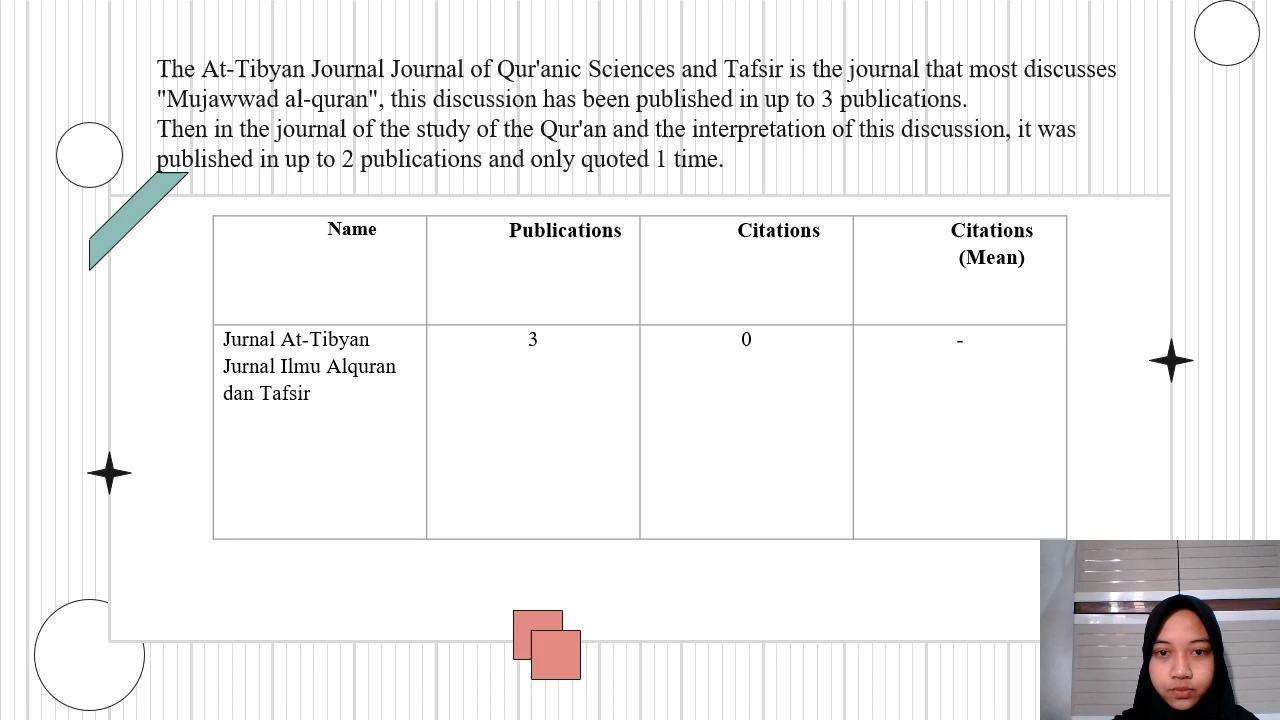 The At-Tibyan Journal Journal of Qur'anic Sciences and Tafsir is the journal that most discusses
"Mujawwad al-quran", this discussion has been published in up to 3 publications.
Then in the journal of the study of the Qur'an and the interpretation of this discussion, it was
published in up to 2 publications and only quoted 1 time.
Name Publications Citations Citations
(Mean)
Jurnal At-Tibyan 3 0 -
Jurnal Ilmu Alquran
dan Tafsir